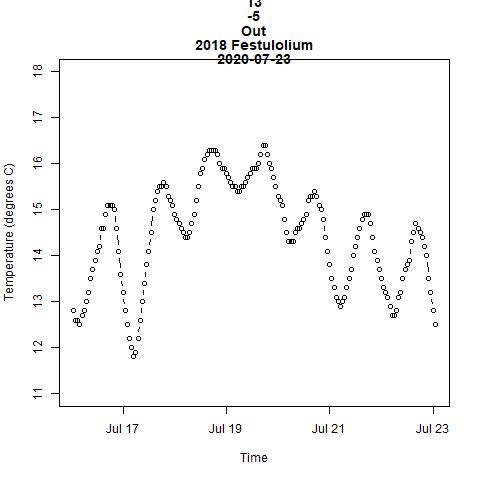 13
-5
Out
2018 Festulolium
2020-07-23
Temperature (degrees C)
18
17
16
15
14
13
12
11
Jul 17
Jul 19
Jul 21
Jul 23
Time